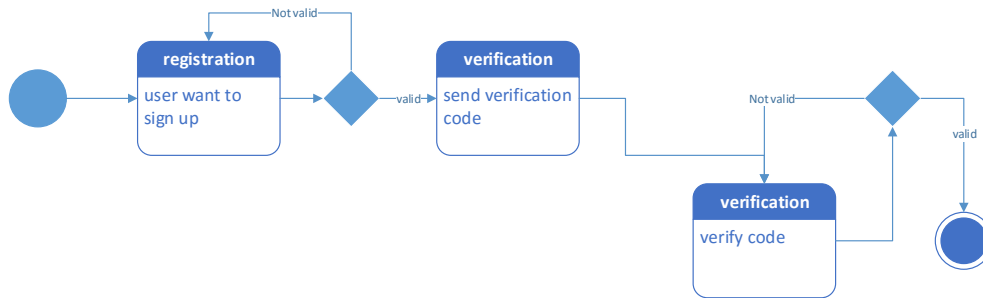 Not valid
registration
user want to
sign up
valid
verification
send verification
code
Not valid
valid
verification
verify code